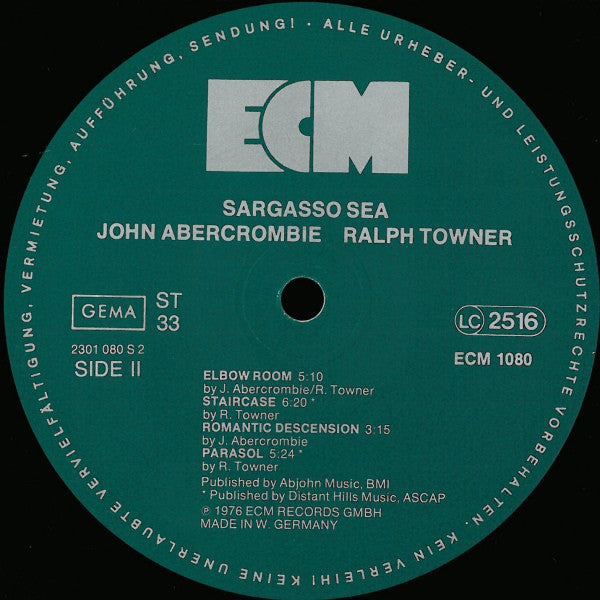 ALLE URHEBER- UND LEISTUNGSSCHUTZRECHTE VORBEHALTEN. KEIN VERLEIH! KEINE UNERLAUBTE VERVIELFÄLTIGUNG, VERMIETUNG, AUFFÜHRUNG, SENDUNG! ·
ECM
SARGASSO SEA
JOHN ABERCROMBIE RALPH TOWNER
GEMA
ST
33
LC 2516
2301 080 S 2
SIDE II
ECM 1080
ELBOW ROOM 5:10
by J. Abercrombie/R. Towner
STAIRCASE 6:20 *
by R. Towner
ROMANTIC DESCENSION 3:15
by J. Abercrombie
PARASOL 5:24 *
by R. Towner
Published by Abjohn Music, BMI
* Published by Distant Hills Music, ASCAP
℗ 1976 ECM RECORDS GMBH
MADE IN W. GERMANY